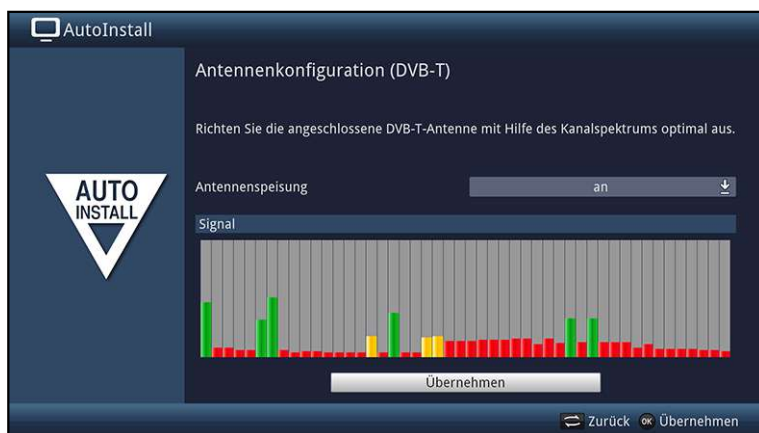 AutoInstall
Antennenkonfiguration (DVB-T)
Richten Sie die angeschlossene DVB-T-Antenne mit Hilfe des Kanalspektrums optimal aus.
AUTO
INSTALL
Antennenspeisung an
Signal
Übernehmen
Zurück OK Übernehmen